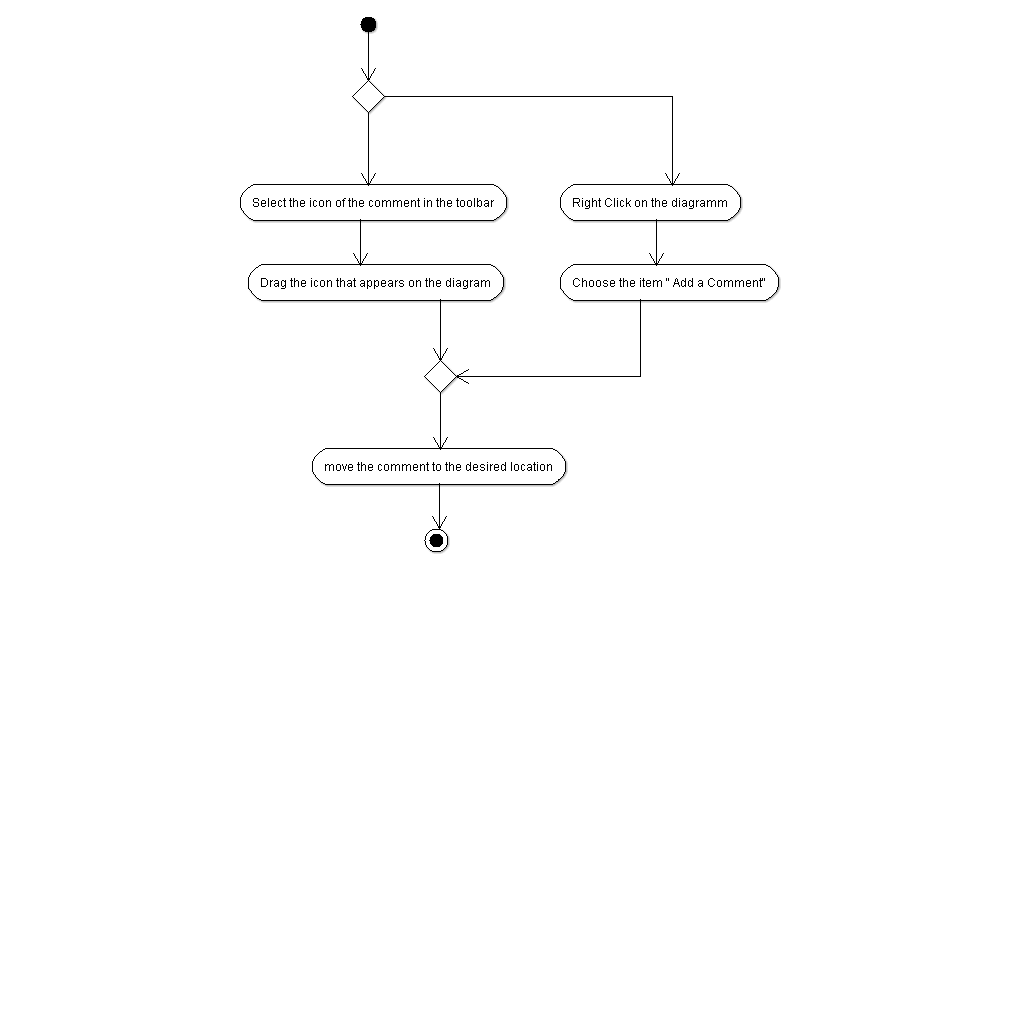 Select the icon of the comment in the toolbar
Right Click on the diagramm
Drag the icon that appears on the diagram
Choose the item " Add a Comment"
move the comment to the desired location